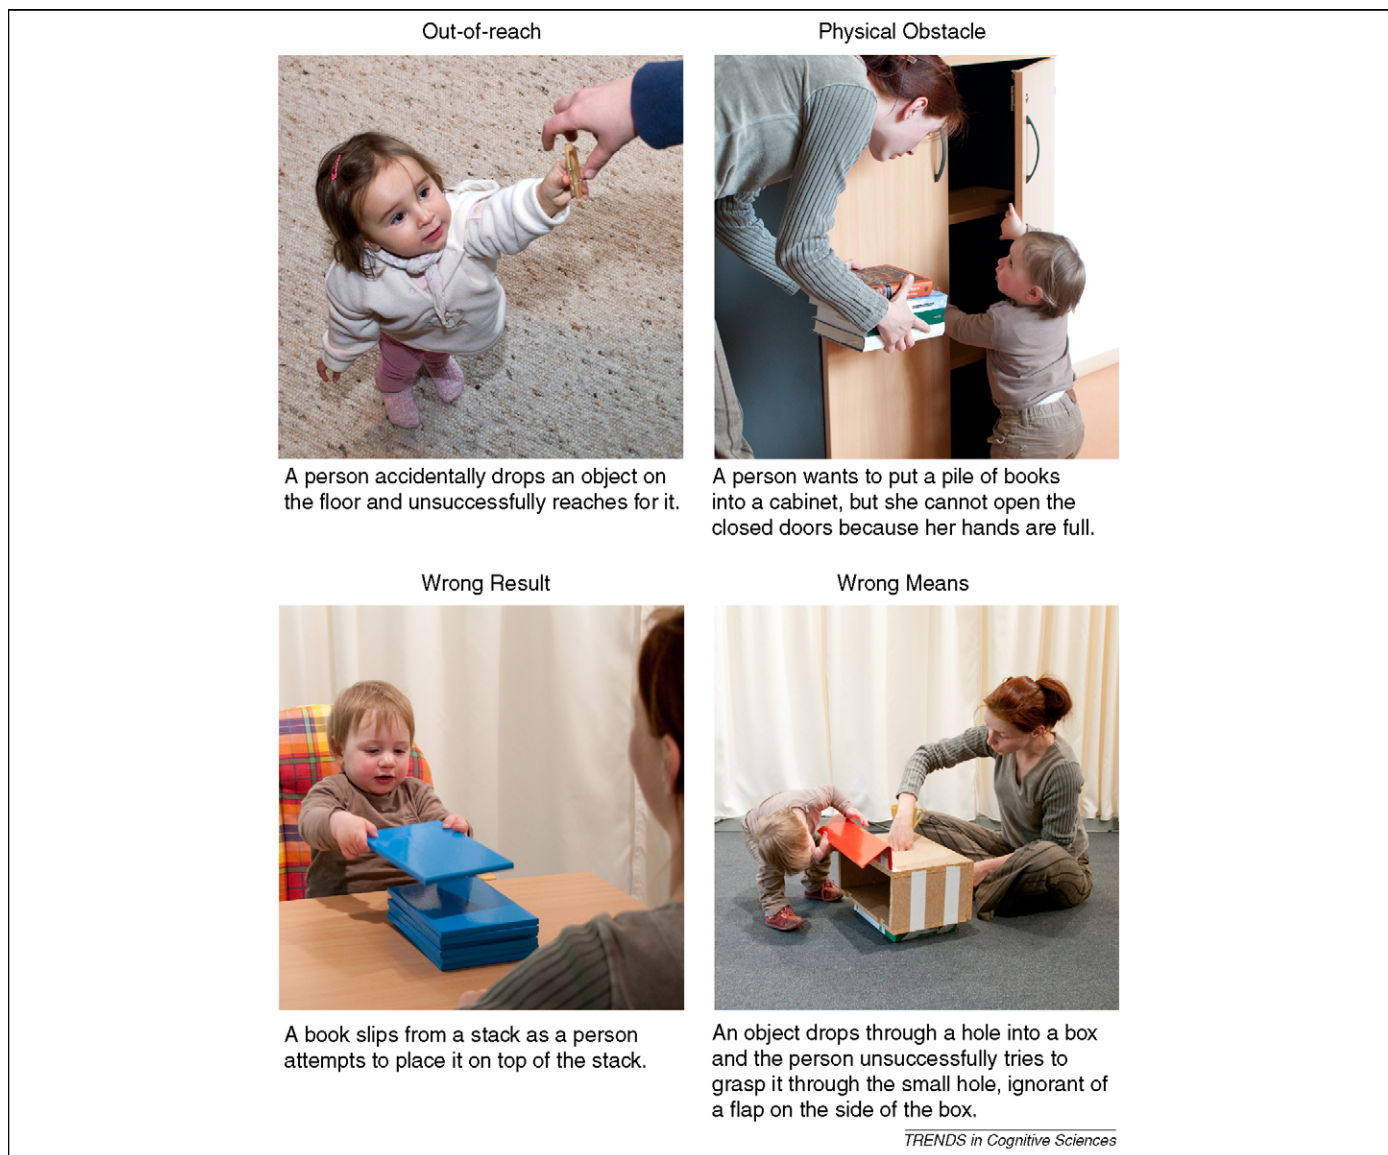 Out-of-reach
Physical Obstacle
A person accidentally drops an object on
the floor and unsuccessfully reaches for it.
A person wants to put a pile of books
into a cabinet, but she cannot open the
closed doors because her hands are full.
Wrong Result
Wrong Means
A book slips from a stack as a person
attempts to place it on top of the stack.
An object drops through a hole into a box
and the person unsuccessfully tries to
grasp it through the small hole, ignorant of
a flap on the side of the box.
TRENDS in Cognitive Sciences